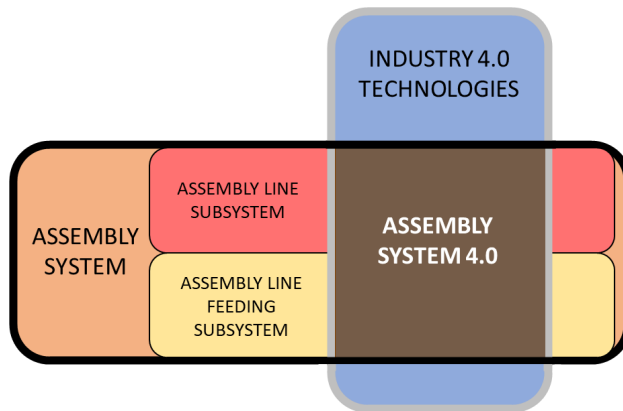 INDUSTRY 4.0
TECHNOLOGIES
ASSEMBLY LINE
SUBSYSTEM
ASSEMBLY
SYSTEM
ASSEMBLY
SYSTEM 4.0
ASSEMBLY LINE
FEEDING
SUBSYSTEM